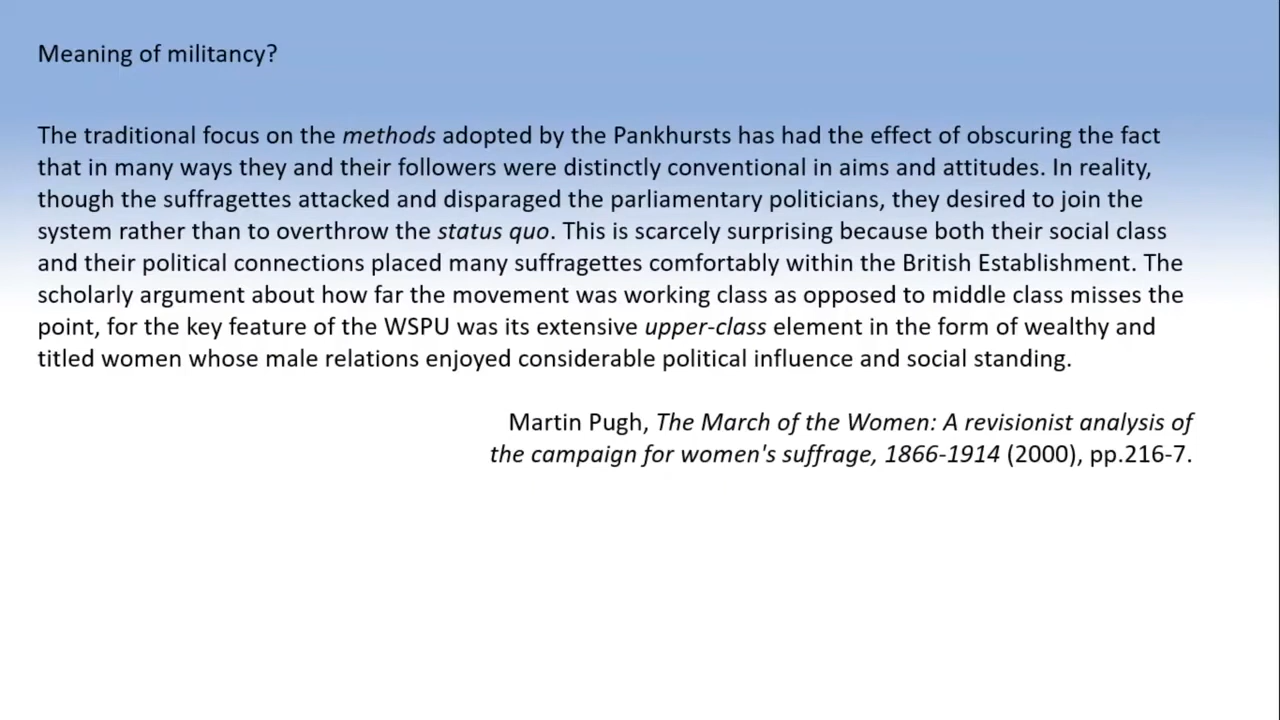 Meaning of militancy?
The traditional focus on the methods adopted by the Pankhursts has had the effect of obscuring the fact
that in many ways they and their followers were distinctly conventional in aims and attitudes. In reality,
though the suffragettes attacked and disparaged the parliamentary politicians, they desired to join the
system rather than to overthrow the status quo. This is scarcely surprising because both their social class
and their political connections placed many suffragettes comfortably within the British Establishment. The
scholarly argument about how far the movement was working class as opposed to middle class misses the
point, for the key feature of the WSPU was its extensive upper-class element in the form of wealthy and
titled women whose male relations enjoyed considerable political influence and social standing.
Martin Pugh, The March of the Women: A revisionist analysis of
the campaign for women's suffrage, 1866-1914 (2000), pp.216-7.